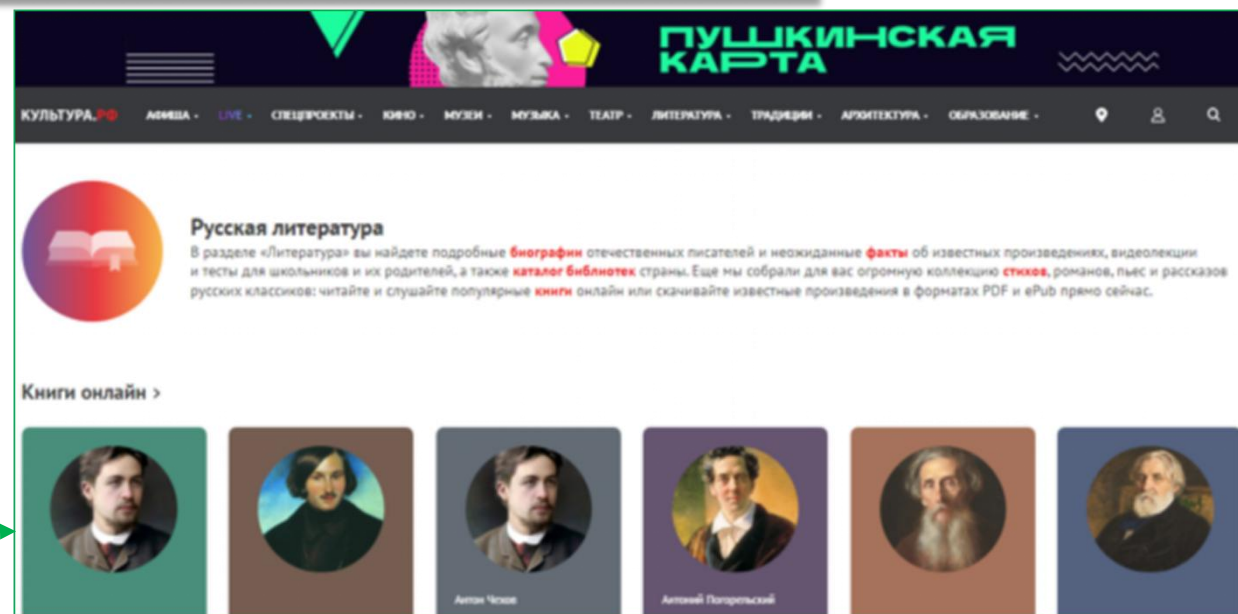 ПУШКИНСКАЯ
КАРТА
КУЛЬТУРА.РФ АФИША LIVE СПЕЦПРОЕКТЫ КИНО МУЗЕИ МУЗЫКА ТЕАТР ЛИТЕРАТУРА ТРАДИЦИИ АРХИТЕКТУРА ОБРАЗОВАНИЕ
Русская литература
В разделе «Литература» вы найдете подробные биографии отечественных писателей и неожиданные факты об известных произведениях, видеолекции
и тесты для школьников и их родителей, а также каталог библиотек страны. Еще мы собрали для вас огромную коллекцию стихов, романов, пьес и рассказов
русских классиков: читайте и слушайте популярные книги онлайн или скачивайте известные произведения в форматах PDF и ePub прямо сейчас.
Книги онлайн >
Антон Чехов
Антоний Погорельский